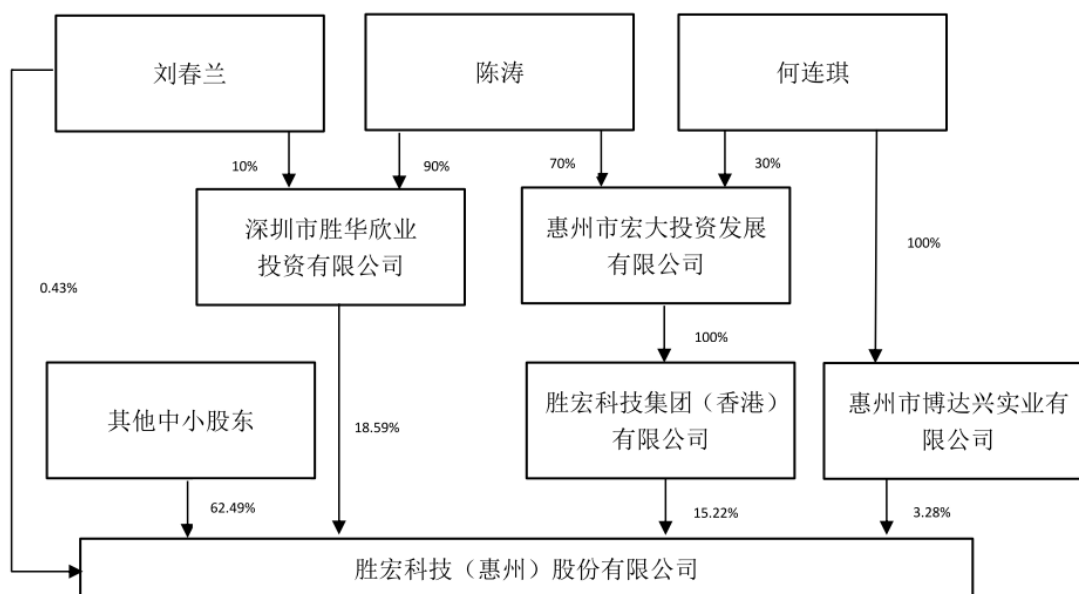 刘春兰
陈涛
何连琪
10%
90%
70%
30%
深圳市胜华欣业
投资有限公司
惠州市宏大投资发展
有限公司
100%
0.43%
100%
其他中小股东
18.59%
胜宏科技集团（香港）
有限公司
惠州市博达兴实业有
限公司
62.49%
15.22%
3.28%
胜宏科技（惠州）股份有限公司